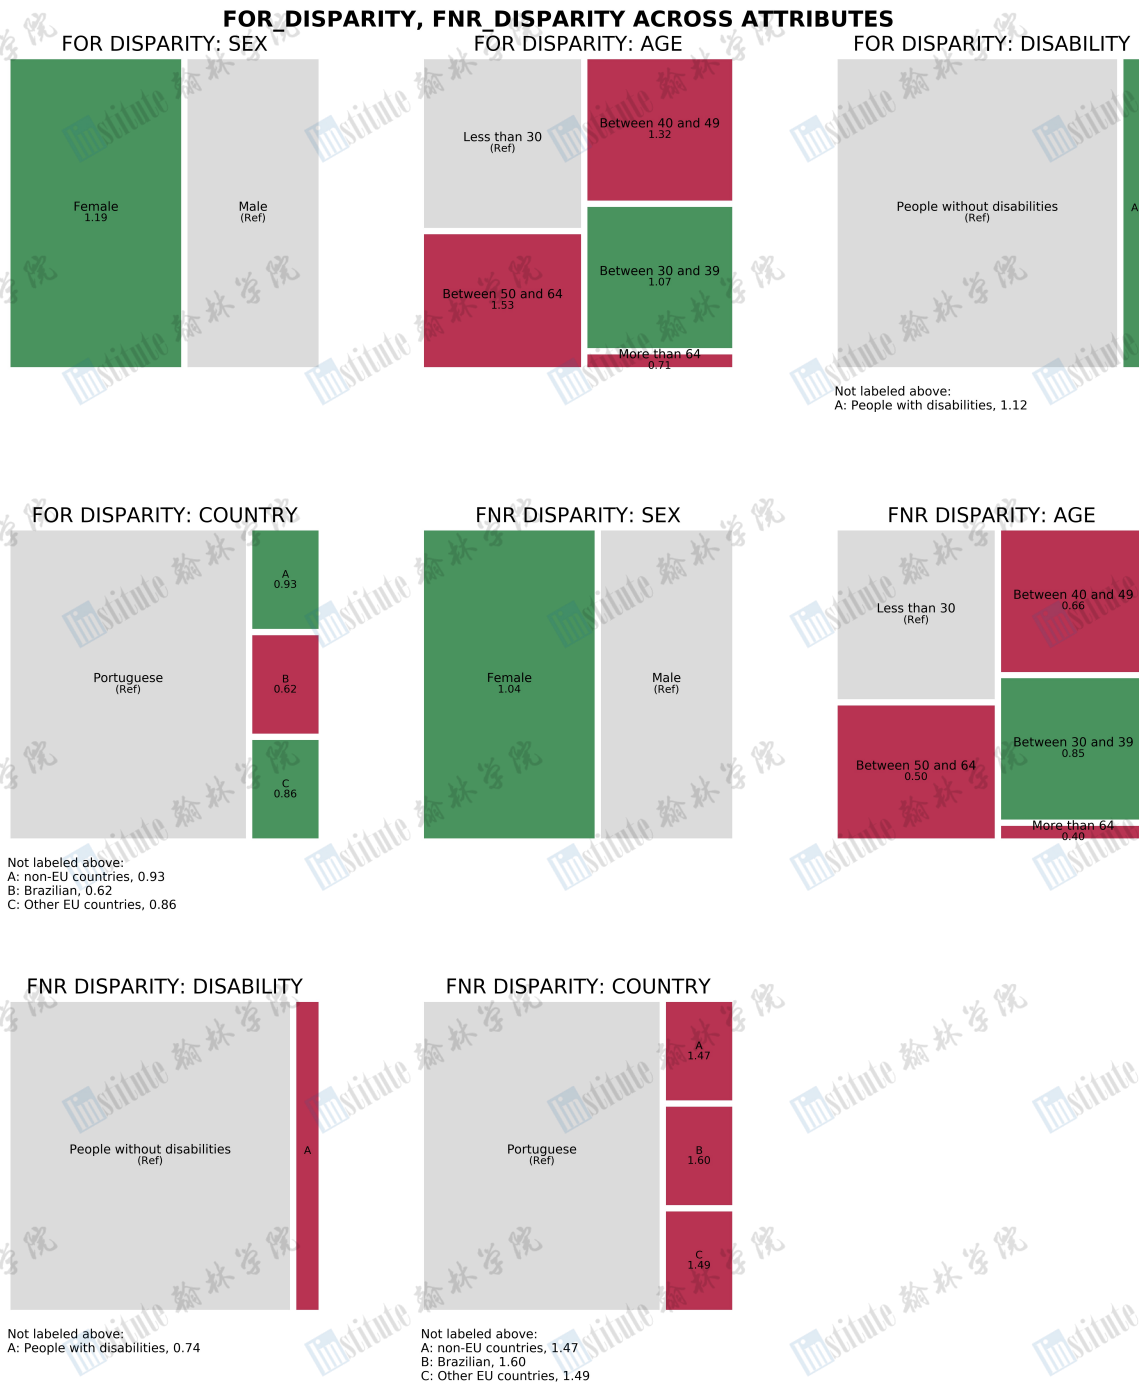 FOR_DISPARITY, FNR_DISPARITY ACROSS ATTRIBUTES
FOR DISPARITY: SEX
Female
1.19
Male
(Ref)
FOR DISPARITY: AGE
Less than 30
(Ref)
Between 40 and 49
1.32
Between 30 and 39
1.07
Between 50 and 64
1.53
More than 64
0.71
FOR DISPARITY: DISABILITY
People without disabilities
(Ref)
A
Not labeled above:
A: People with disabilities, 1.12
FOR DISPARITY: COUNTRY
Portuguese
(Ref)
A
0.93
B
0.62
C
0.86
Not labeled above:
A: non-EU countries, 0.93
B: Brazilian, 0.62
C: Other EU countries, 0.86
FNR DISPARITY: SEX
Female
1.04
Male
(Ref)
FNR DISPARITY: AGE
Less than 30
(Ref)
Between 40 and 49
0.66
Between 30 and 39
0.85
Between 50 and 64
0.50
More than 64
0.40
FNR DISPARITY: DISABILITY
People without disabilities
(Ref)
A
Not labeled above:
A: People with disabilities, 0.74
FNR DISPARITY: COUNTRY
Portuguese
(Ref)
A
1.47
B
1.60
C
1.49
Not labeled above:
A: non-EU countries, 1.47
B: Brazilian, 1.60
C: Other EU countries, 1.49